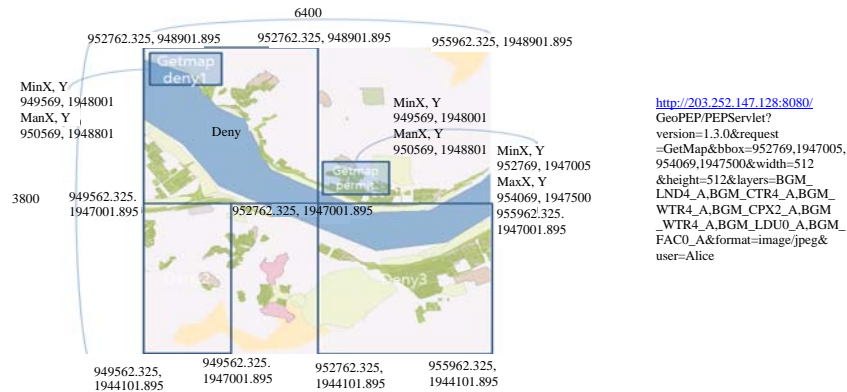 6400
952762.325, 948901.895
952762.325, 948901.895
955962.325, 1948901.895
Getmap
deny1
MinX, Y
949569, 1948001
ManX, Y
950569, 1948801
Deny
MinX, Y
949569, 1948001
ManX, Y
950569, 1948801
MinX, Y
952769, 1947005
MaxX, Y
954069, 1947500
Getmap
3800
949562.325.
1947001.895
952762.325, 1947001.895
955962.325.
1947001.895
Deny3
949562.325.
1944101.895
949562.325.
1947001.895
952762.325,
1944101.895
955962.325,
1944101.895
http://203.252.147.128:8080/
GeoPEP/PEPServlet?
version=1.3.0&request
=GetMap&bbox=952769,1947005,
954069,1947500&width=512
&height=512&layers=BGM_
LND4_A,BGM_CTR4_A,BGM_
WTR4_A,BGM_CPX2_A,BGM
_WTR4_A,BGM_LDU0_A,BGM_
FAC0_A&format=image/jpeg&
user=Alice